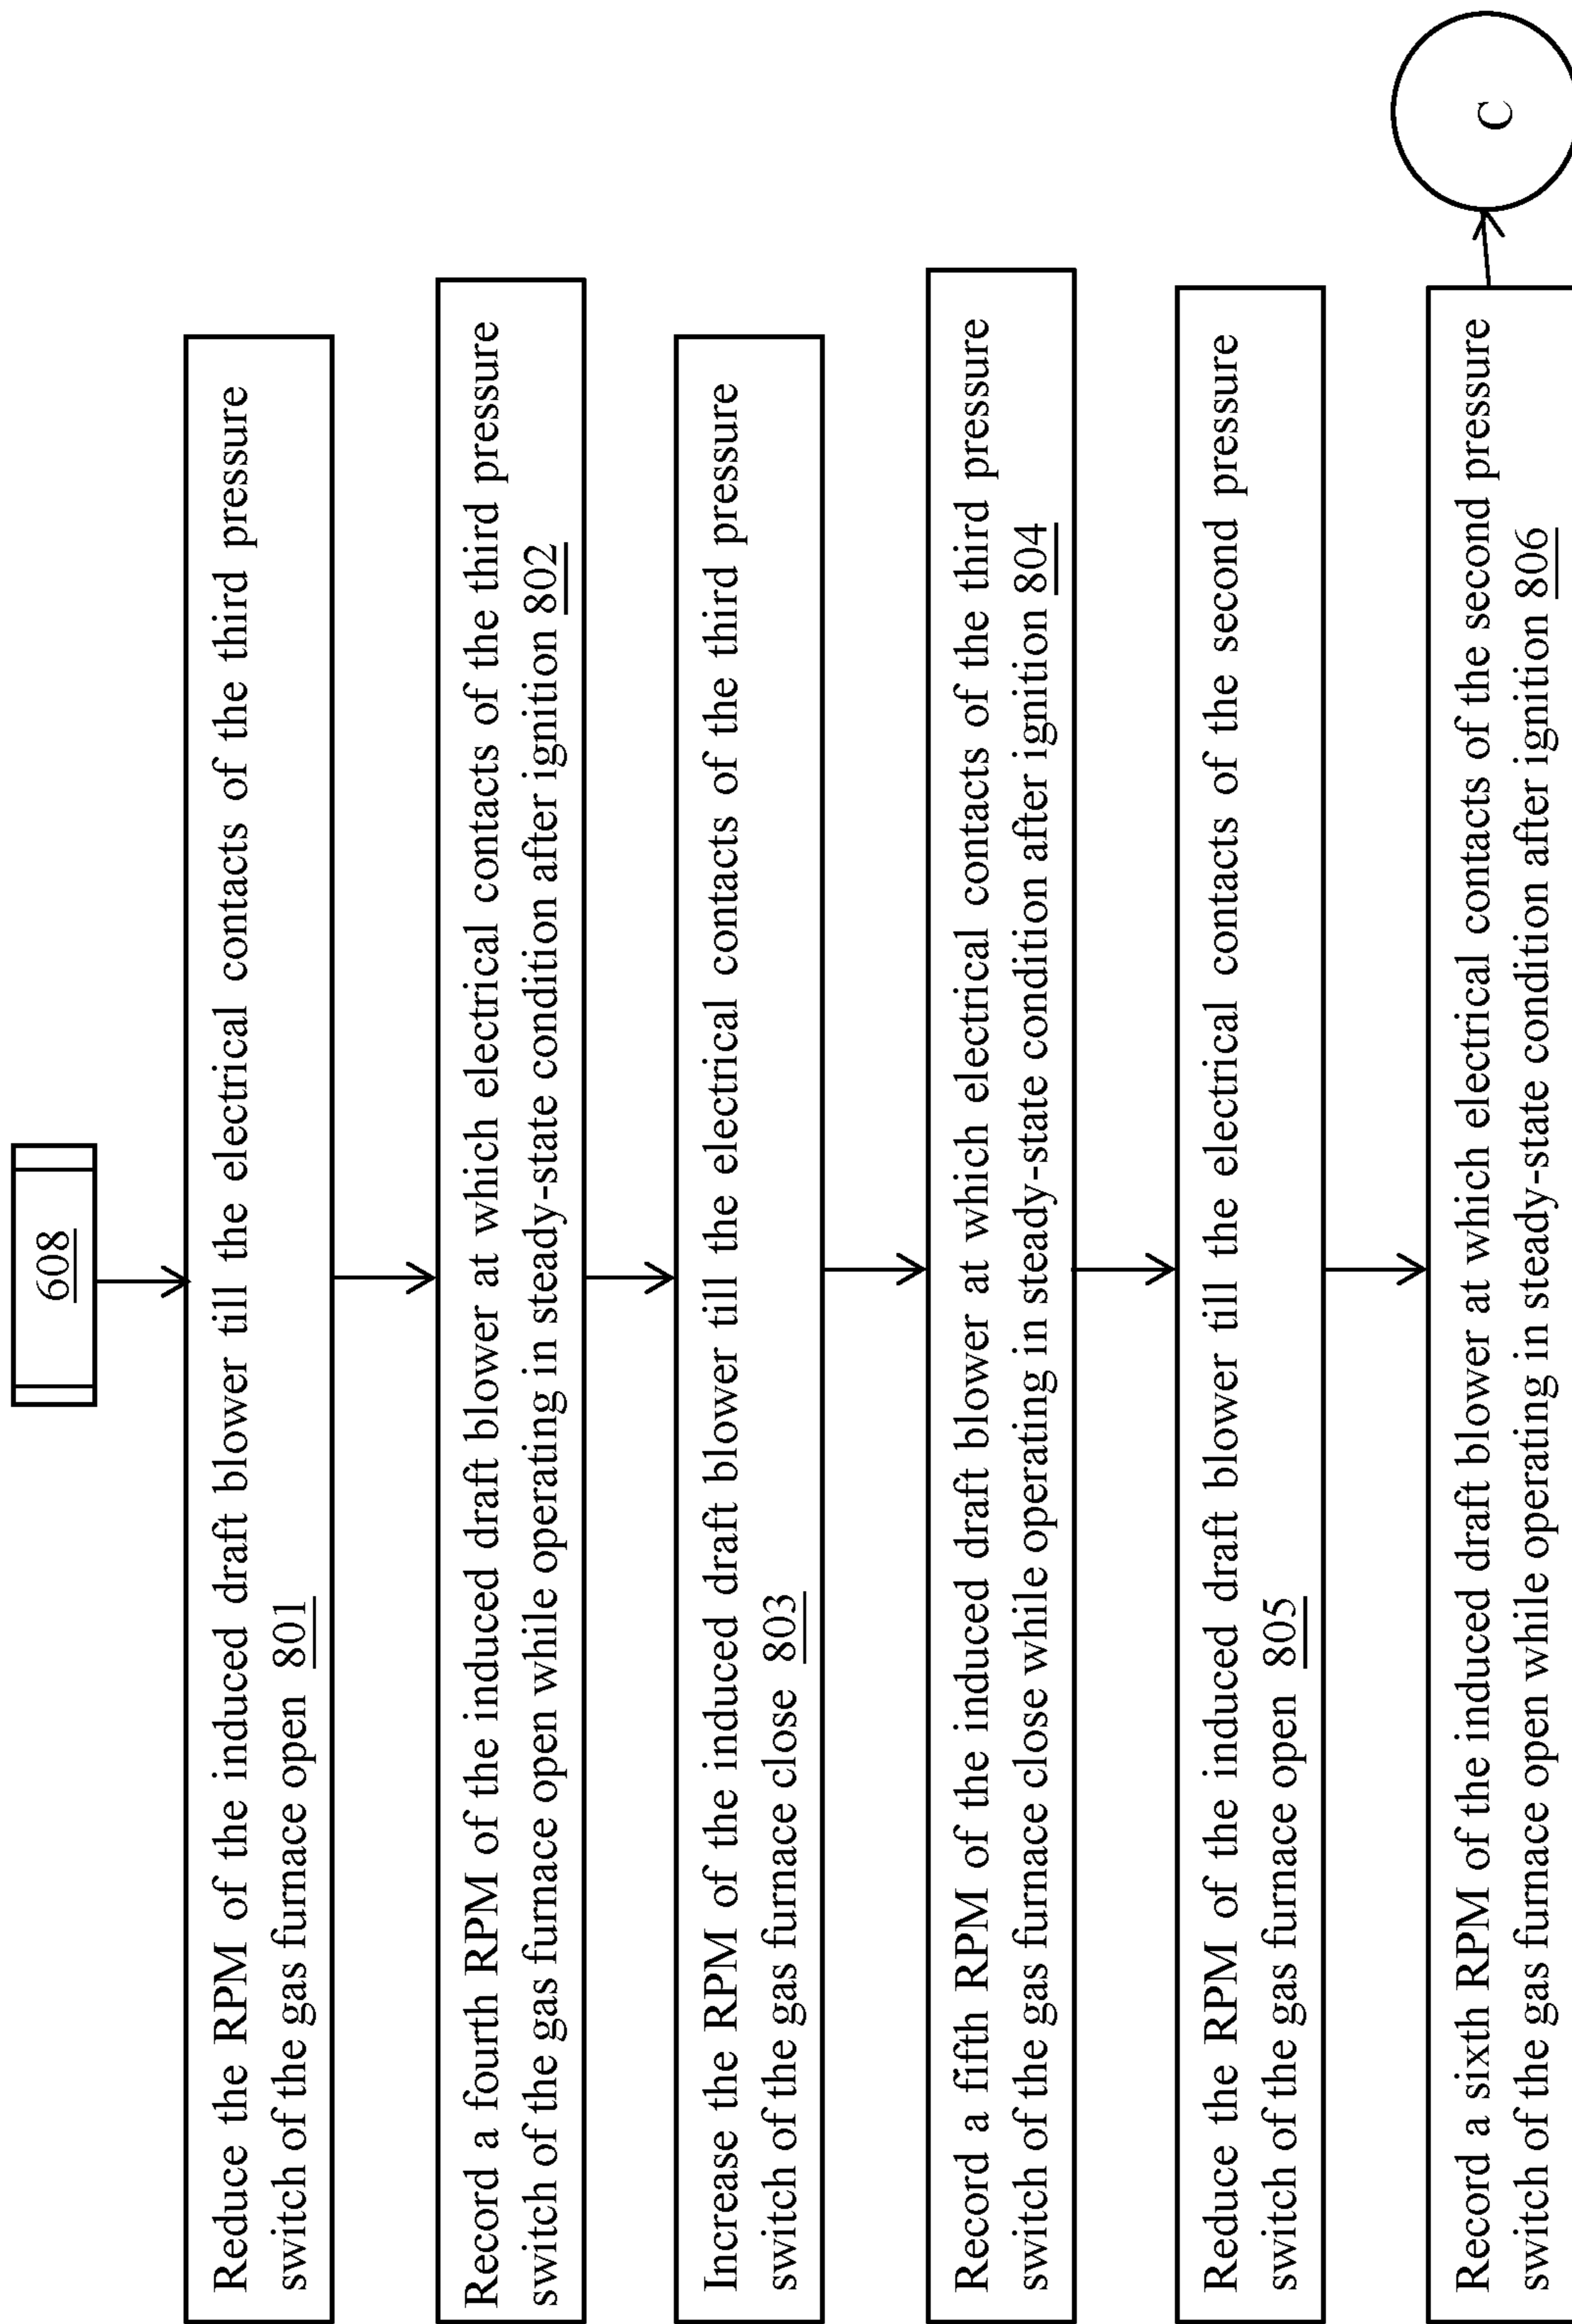 608
Reduce the RPM of the induced draft blower till the electrical contacts of the third pressure
switch of the gas furnace open 801
Record a fourth RPM of the induced draft blower at which electrical contacts of the third pressure
switch of the gas furnace open while operating in steady-state condition after ignition 802
Increase the RPM of the induced draft blower till the electrical contacts of the third pressure
switch of the gas furnace close 803
Record a fifth RPM of the induced draft blower at which electrical contacts of the third pressure
switch of the gas furnace close while operating in steady-state condition after ignition 804
Reduce the RPM of the induced draft blower till the electrical contacts of the second pressure
switch of the gas furnace open 805
Record a sixth RPM of the induced draft blower at which electrical contacts of the second pressure
switch of the gas furnace open while operating in steady-state condition after ignition 806
C